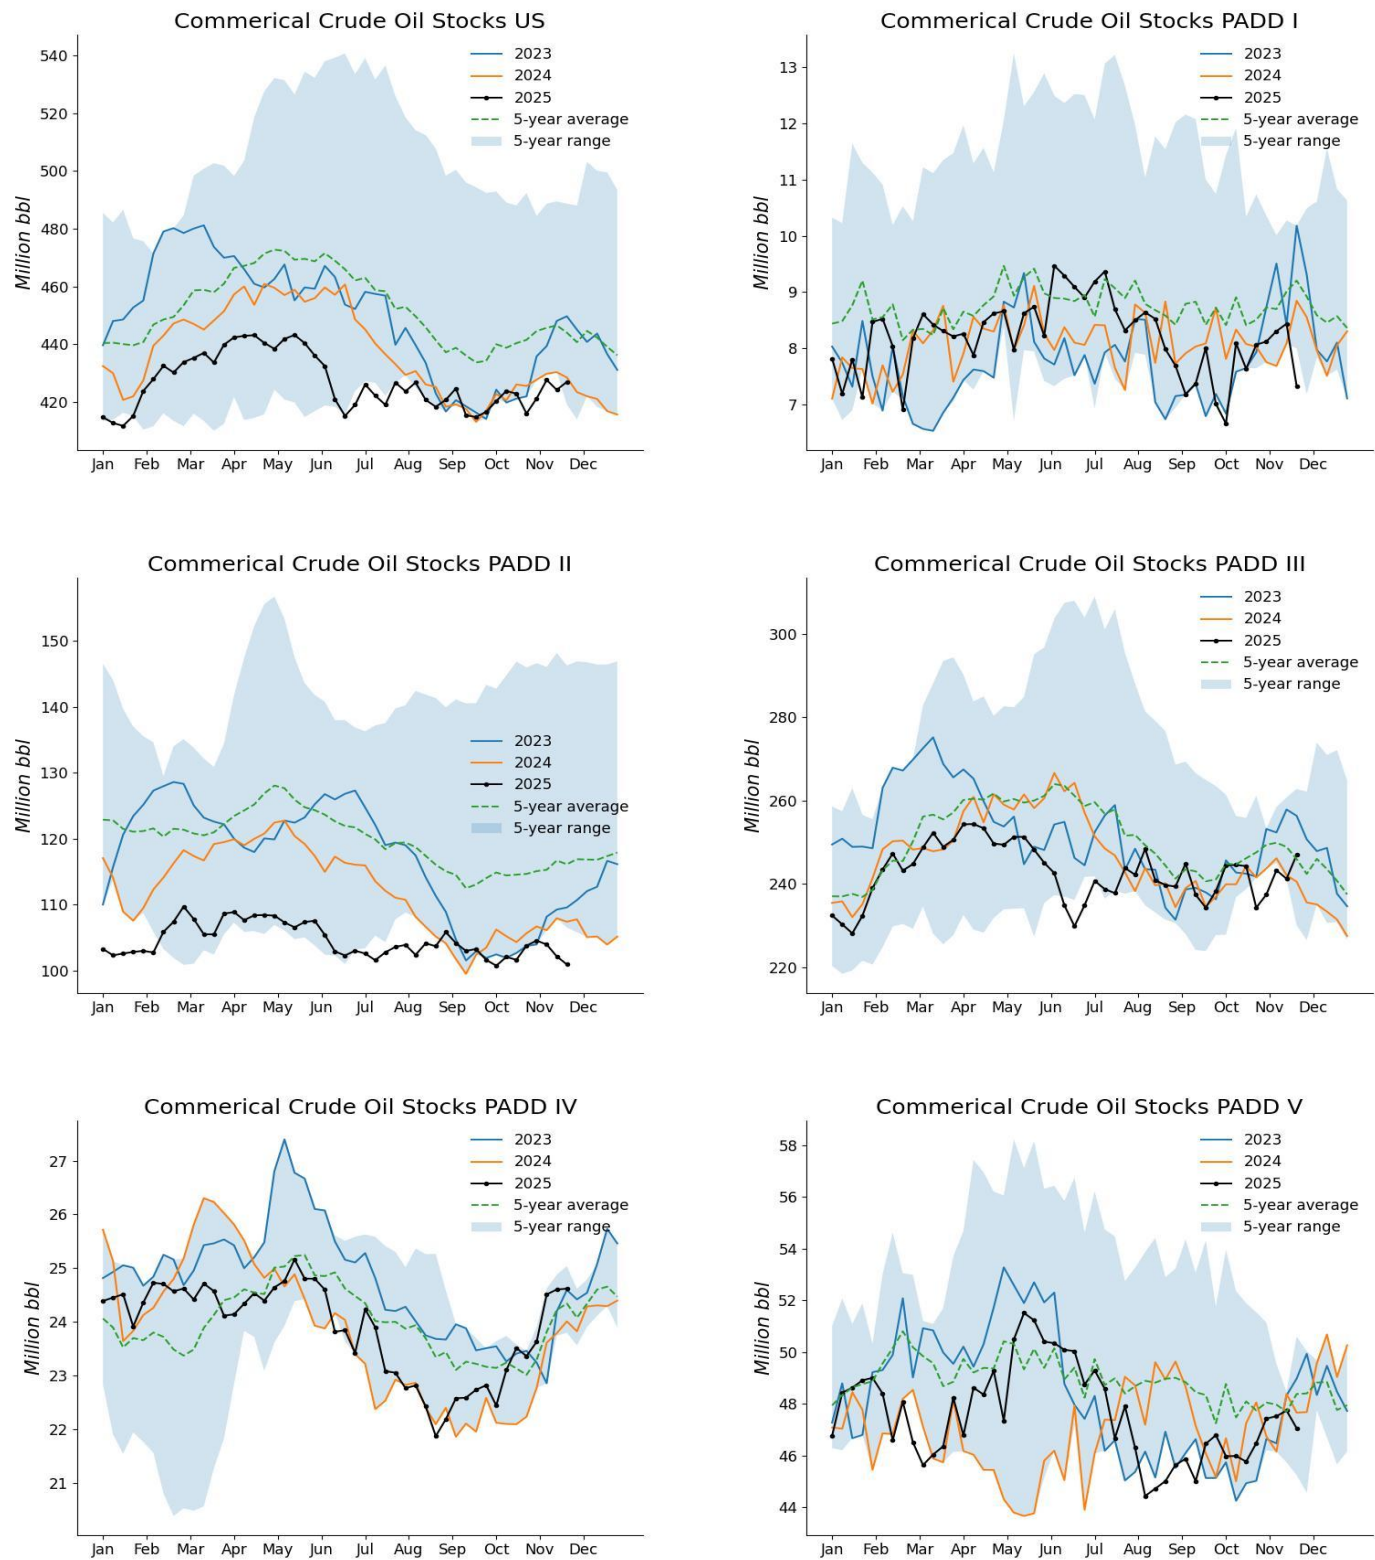 Commerical Crude Oil Stocks US
Million bbl
540
520
500
480
460
440
420
Jan Feb Mar Apr May Jun Jul Aug Sep Oct Nov Dec
2023
2024
2025
5-year average
5-year range
Commerical Crude Oil Stocks PADD I
Million bbl
13
12
11
10
9
8
7
Jan Feb Mar Apr May Jun Jul Aug Sep Oct Nov Dec
2023
2024
2025
5-year average
5-year range
Commerical Crude Oil Stocks PADD II
Million bbl
150
140
130
120
110
100
Jan Feb Mar Apr May Jun Jul Aug Sep Oct Nov Dec
2023
2024
2025
5-year average
5-year range
Commerical Crude Oil Stocks PADD III
Million bbl
300
280
260
240
220
Jan Feb Mar Apr May Jun Jul Aug Sep Oct Nov Dec
2023
2024
2025
5-year average
5-year range
Commerical Crude Oil Stocks PADD IV
Million bbl
27
26
25
24
23
22
21
Jan Feb Mar Apr May Jun Jul Aug Sep Oct Nov Dec
2023
2024
2025
5-year average
5-year range
Commerical Crude Oil Stocks PADD V
Million bbl
58
56
54
52
50
48
46
44
Jan Feb Mar Apr May Jun Jul Aug Sep Oct Nov Dec
2023
2024
2025
5-year average
5-year range